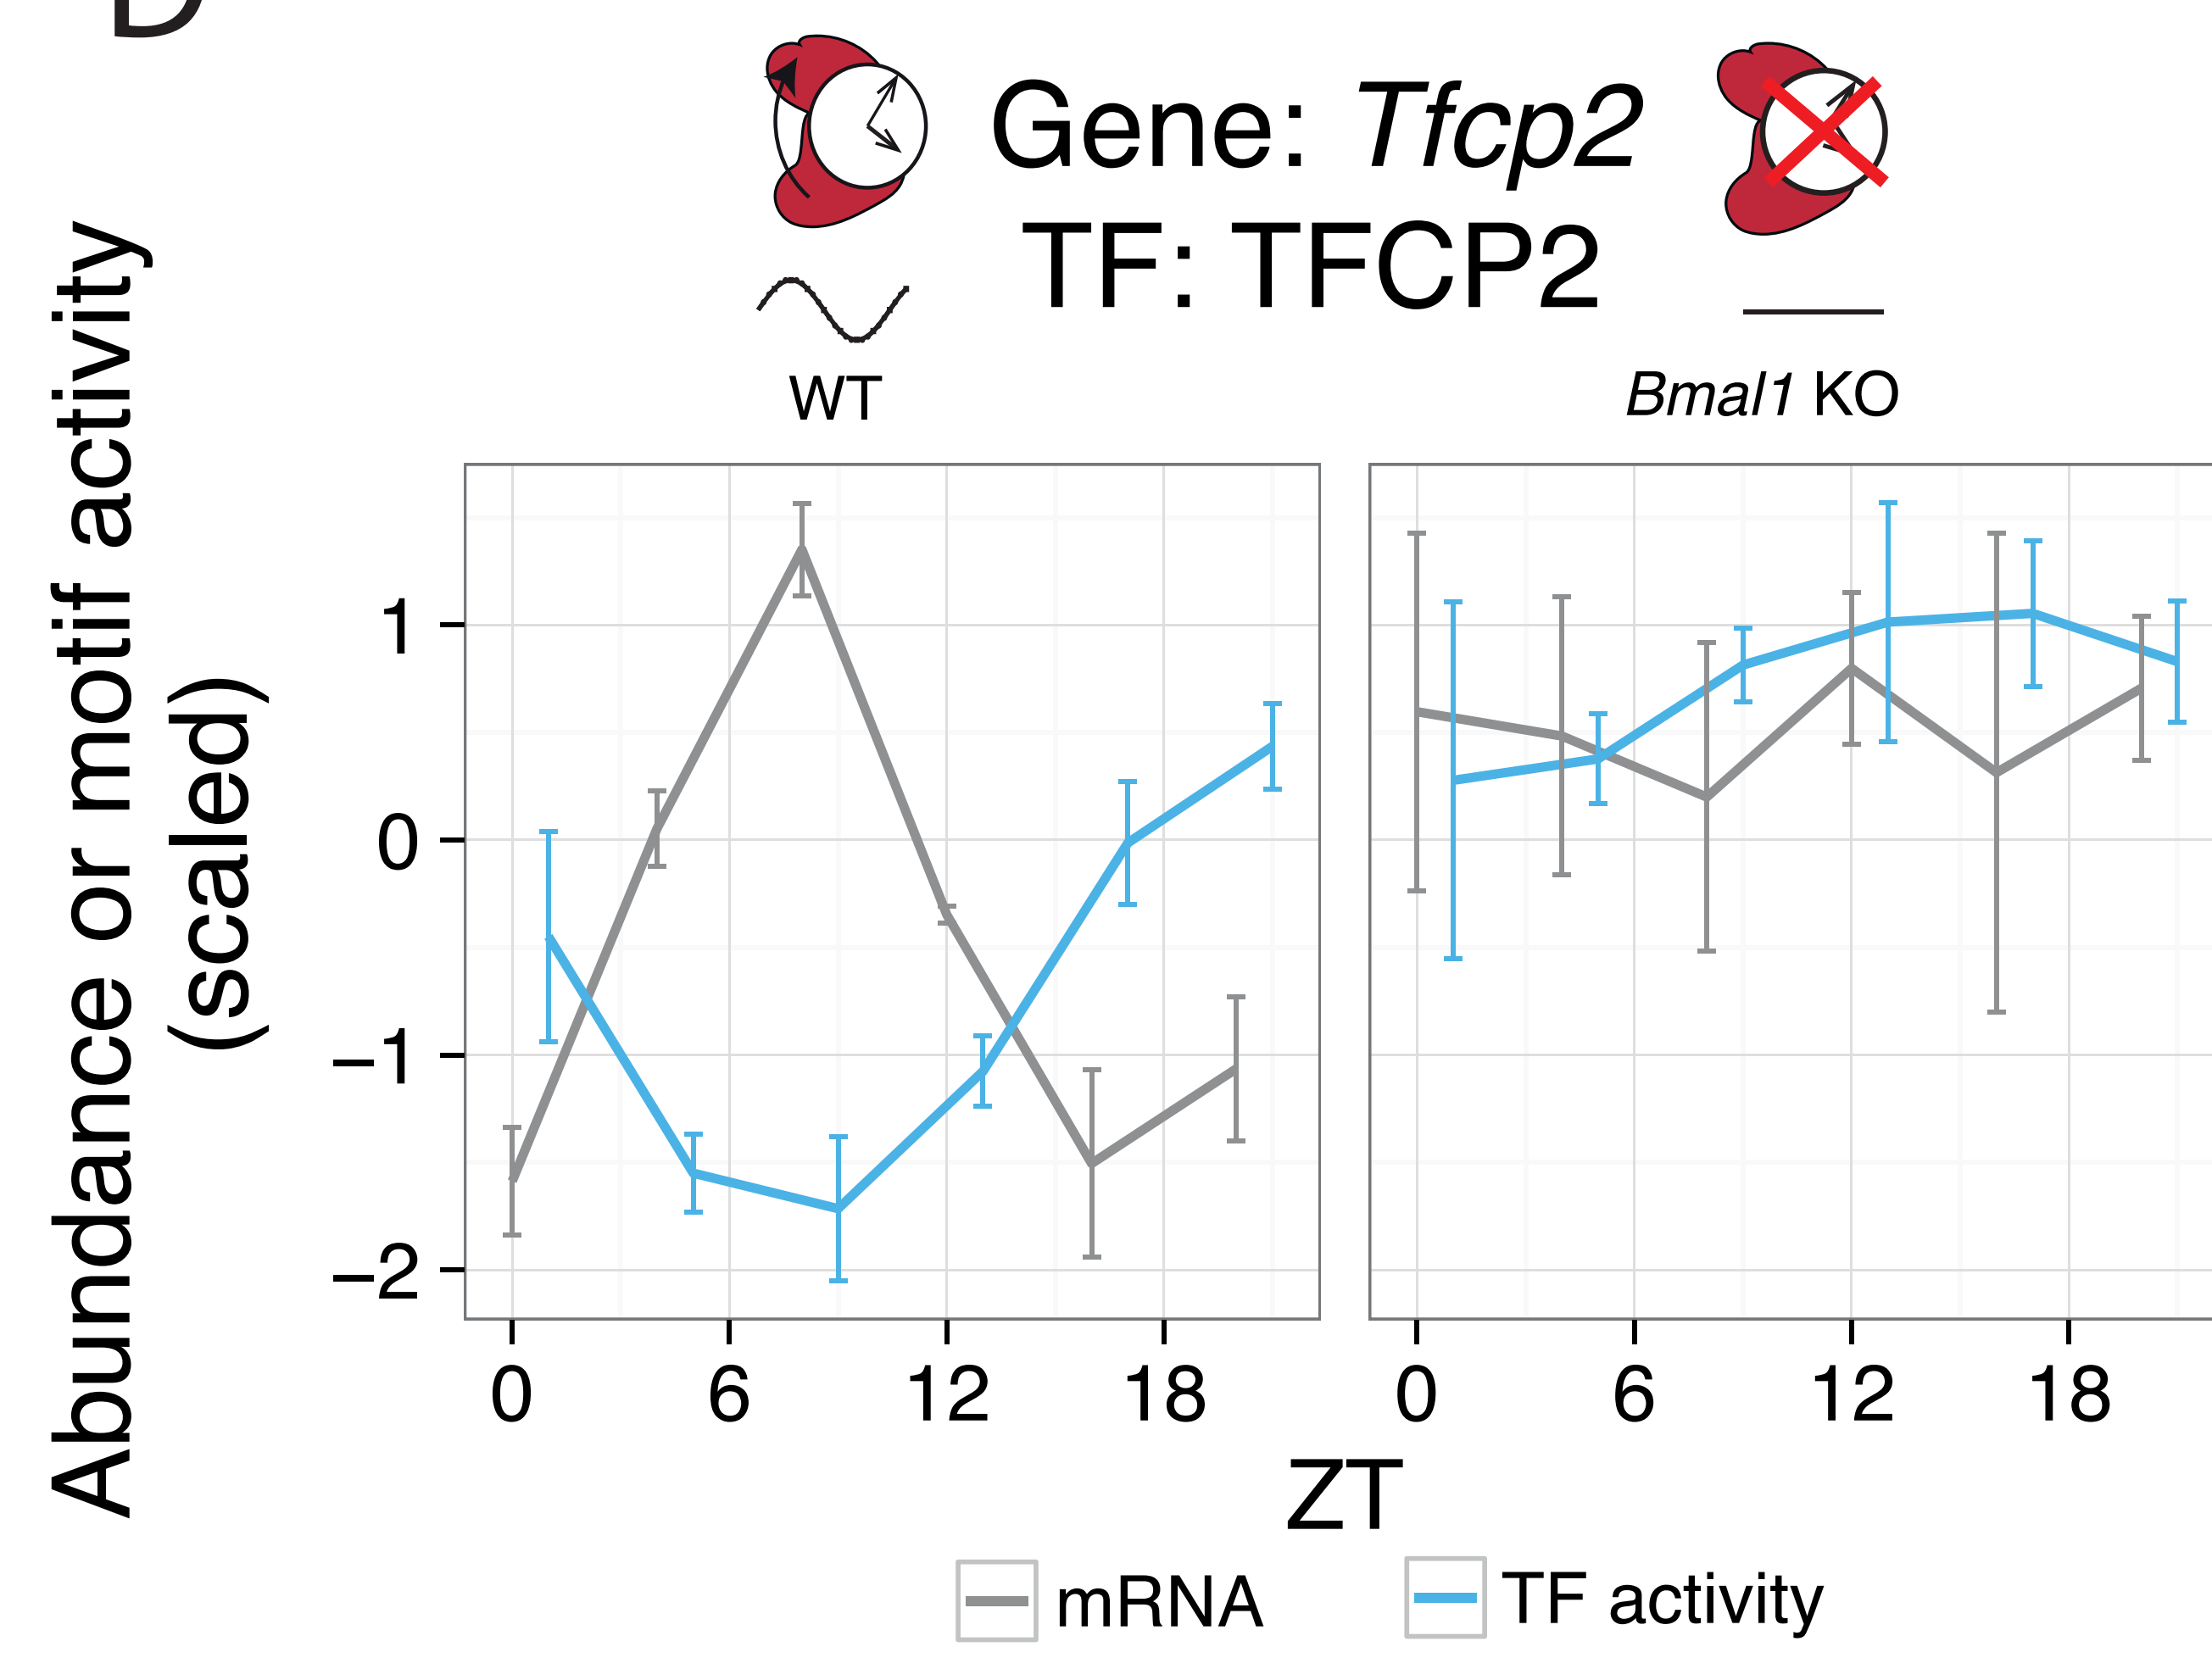 D
Gene: Tfcp2
TF: TFCP2
WT
Bmal1 KO
Abundance or motif activity
(scaled)
1
0
−1
−2
0 6 12 18
0 6 12 18
ZT
mRNA
TF activity